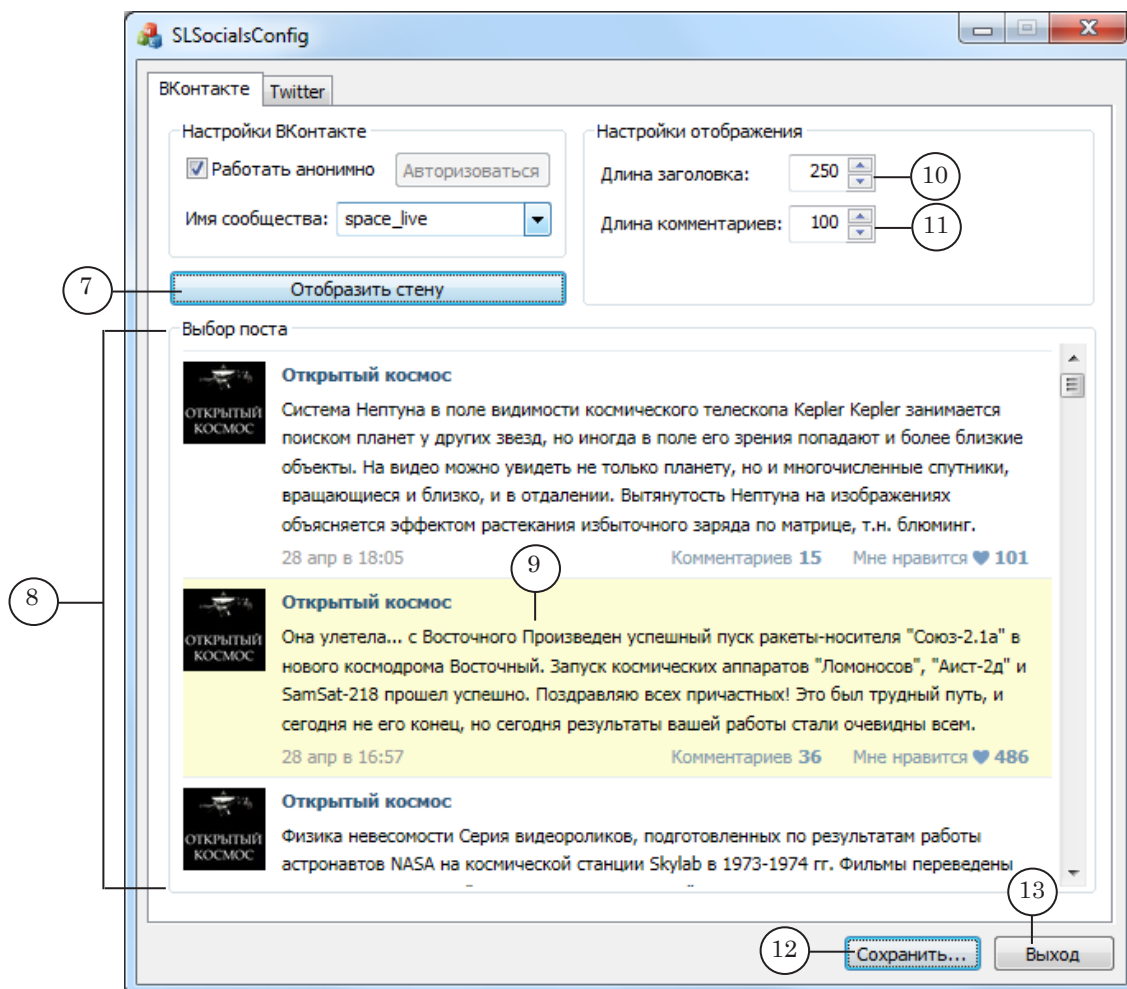 SLSocialsConfig
ВКонтакте Twitter
Настройки ВКонтакте
Работать анонимно Авторизоваться
Имя сообщества: space_live
Настройки отображения
Длина заголовка: 250
10
Длина комментариев: 100
11
7
Отобразить стену
8
Выбор поста
ОТКРЫТЫЙ
КОСМОС
Открытый космос
Система Нептуна в поле видимости космического телескопа Kepler Kepler занимается
поиском планет у других звезд, но иногда в поле его зрения попадают и более близкие
объекты. На видео можно увидеть не только планету, но и многочисленные спутники,
вращающиеся и близко, и в отдалении. Вытянутость Нептуна на изображениях
объясняется эффектом растекания избыточного заряда по матрице, т.н. блюминг.
28 апр в 18:05 Комментариев 15 Мне нравится 101
9
ОТКРЫТЫЙ
КОСМОС
Открытый космос
Она улетела... с Восточного Произведен успешный пуск ракеты-носителя "Союз-2.1а" в
нового космодрома Восточный. Запуск космических аппаратов "Ломоносов", "Аист-2д" и
SamSat-218 прошел успешно. Поздравляю всех причастных! Это был трудный путь, и
сегодня не его конец, но сегодня результаты вашей работы стали очевидны всем.
28 апр в 16:57 Комментариев 36 Мне нравится 486
ОТКРЫТЫЙ
КОСМОС
Открытый космос
Физика невесомости Серия видеороликов, подготовленных по результатам работы
астронавтов NASA на космической станции Skylab в 1973-1974 гг. Фильмы переведены
13
12
Сохранить... Выход